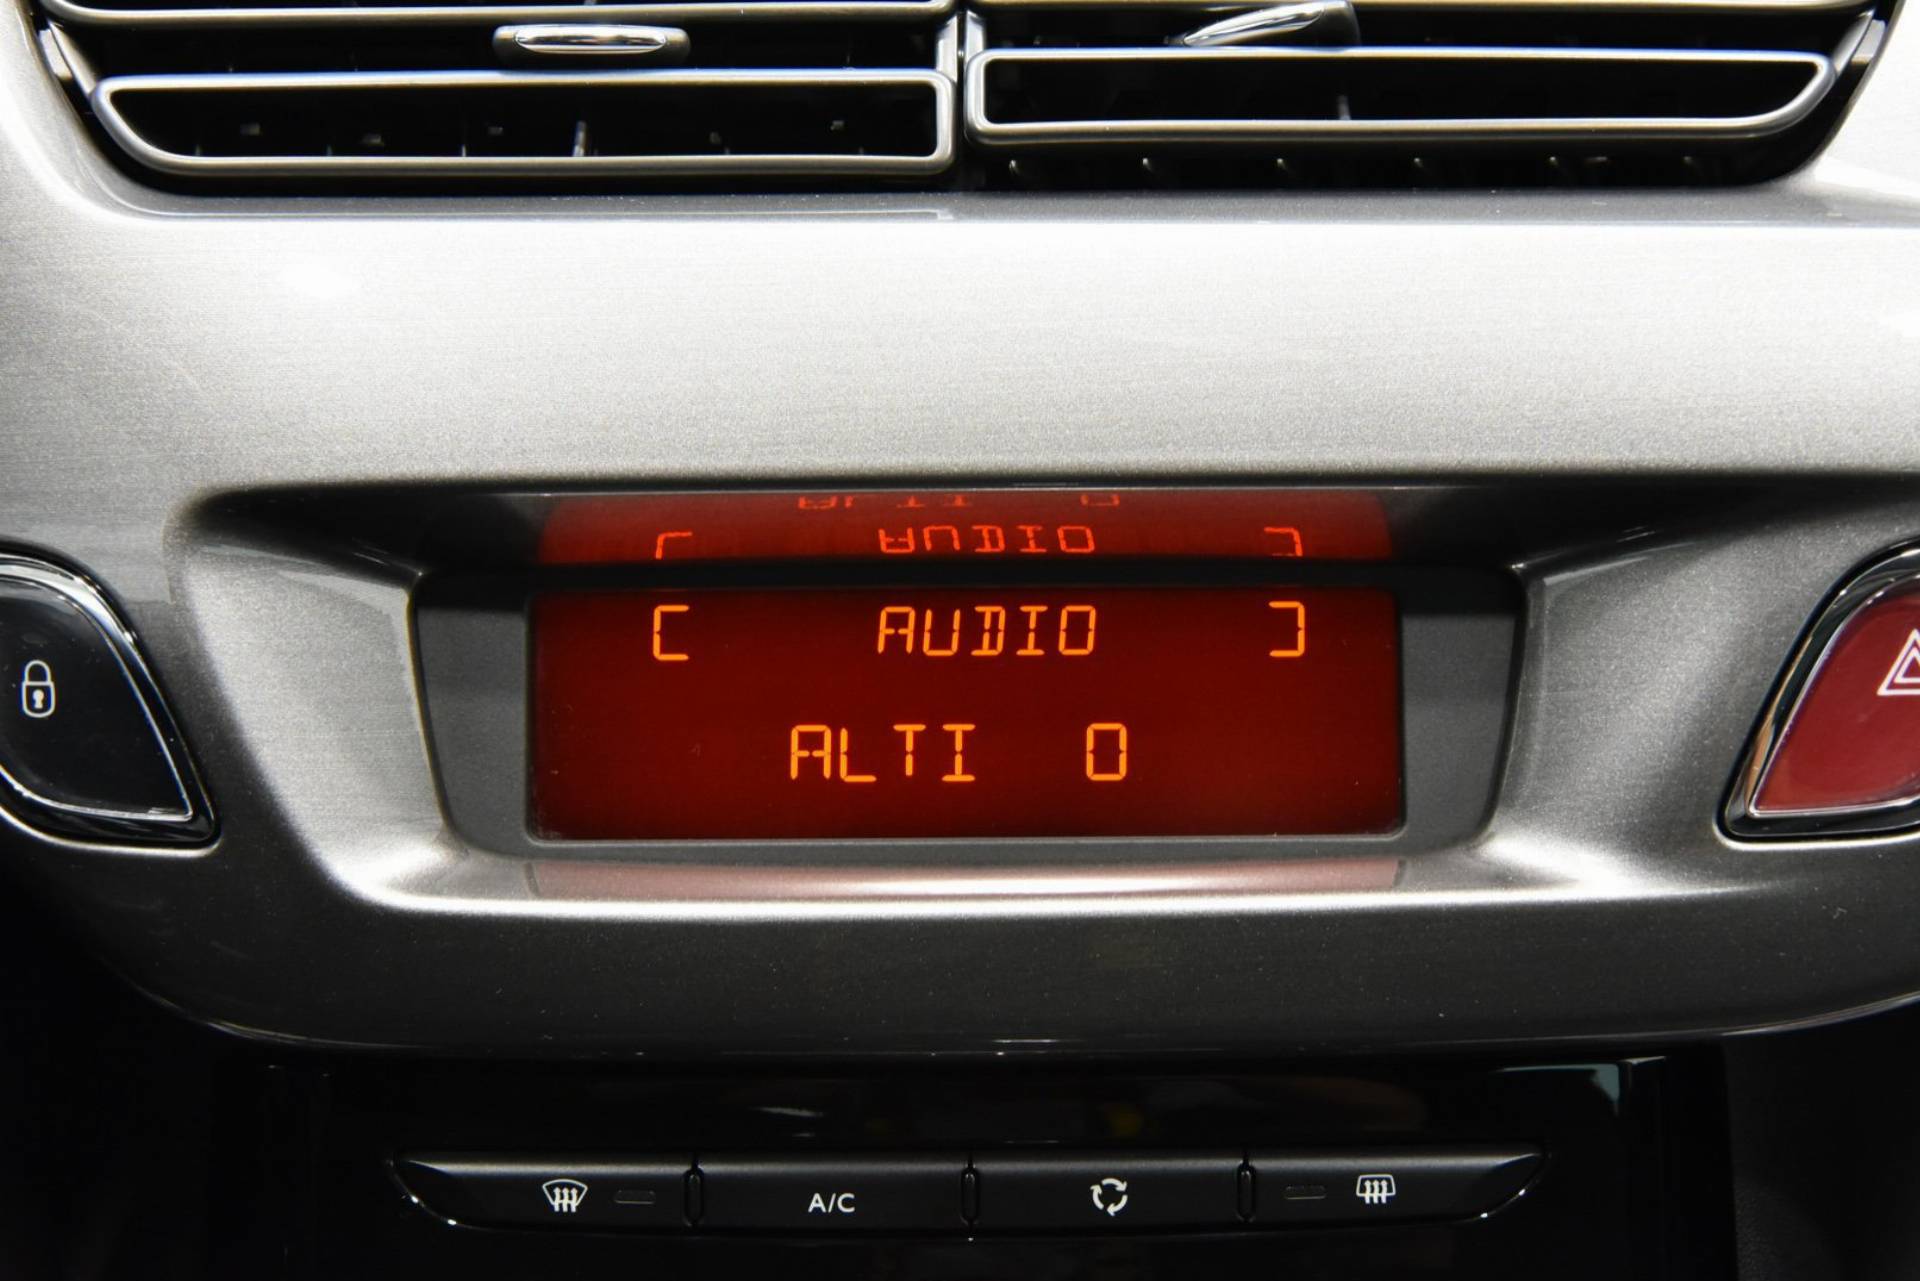 [ AUDIO ]
ALTI 0
A/C